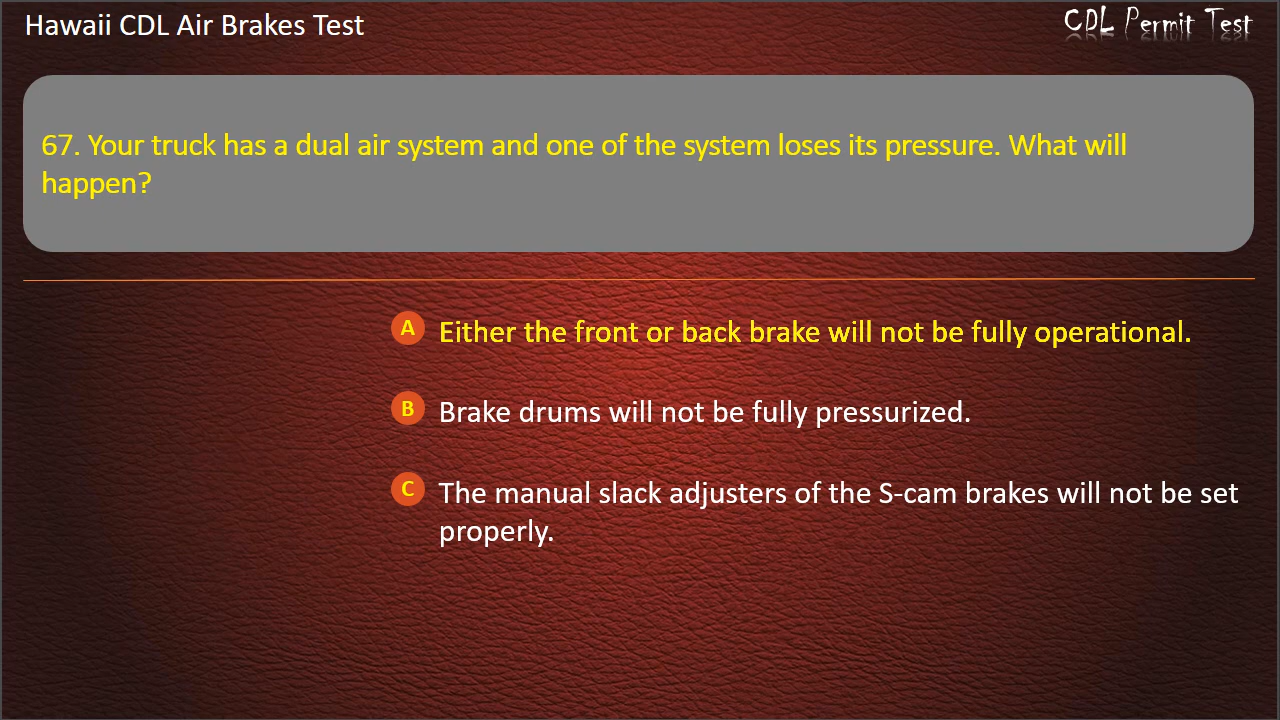 Hawaii CDL Air Brakes Test
CDL Permit Test
67. Your truck has a dual air system and one of the system loses its pressure. What will
happen?
A Either the front or back brake will not be fully operational.
B Brake drums will not be fully pressurized.
C The manual slack adjusters of the S-cam brakes will not be set
properly.